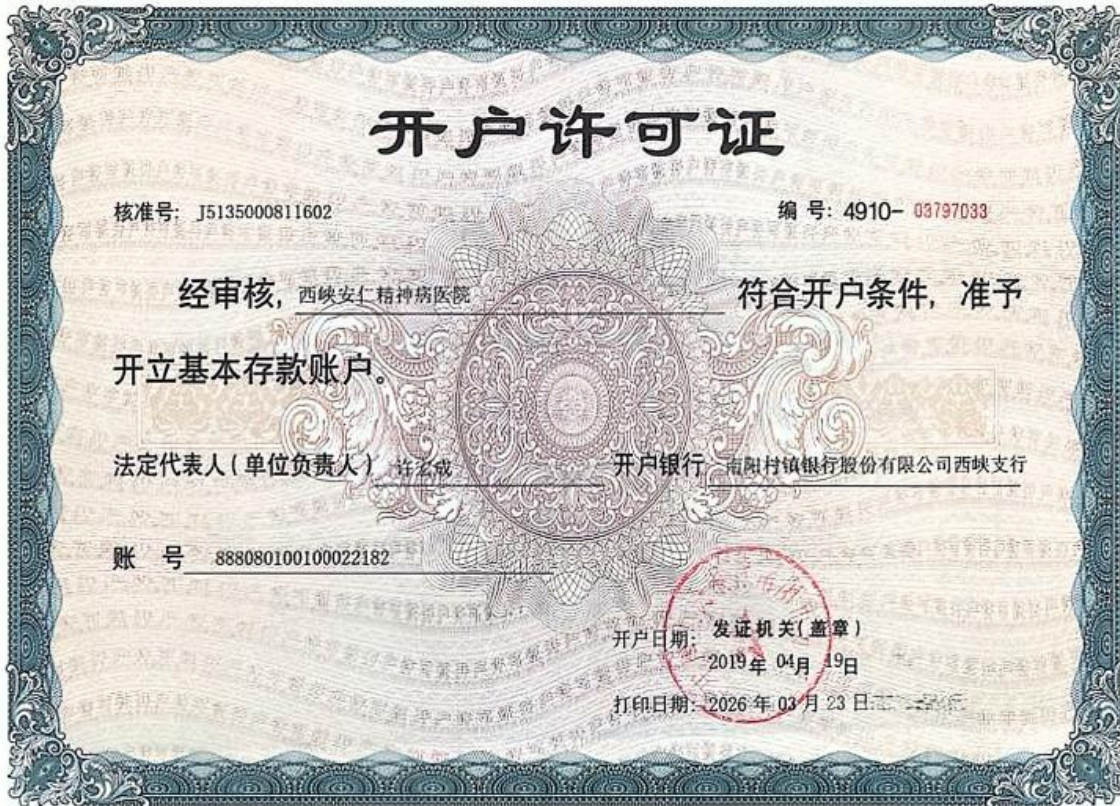 开户许可证
核准号: J5135000811602
编 号: 4910- 03797033
经审核, 西峡安仁精神病医院 符合开户条件, 准予
开立基本存款账户。
法定代表人(单位负责人) 许宏成 开户银行 南阳村镇银行股份有限公司西峡支行
账 号 888080100100022182
发证机关(盖章)
开户日期: 2019年 04月 19日
打印日期: 2026 年 03 月 23 日